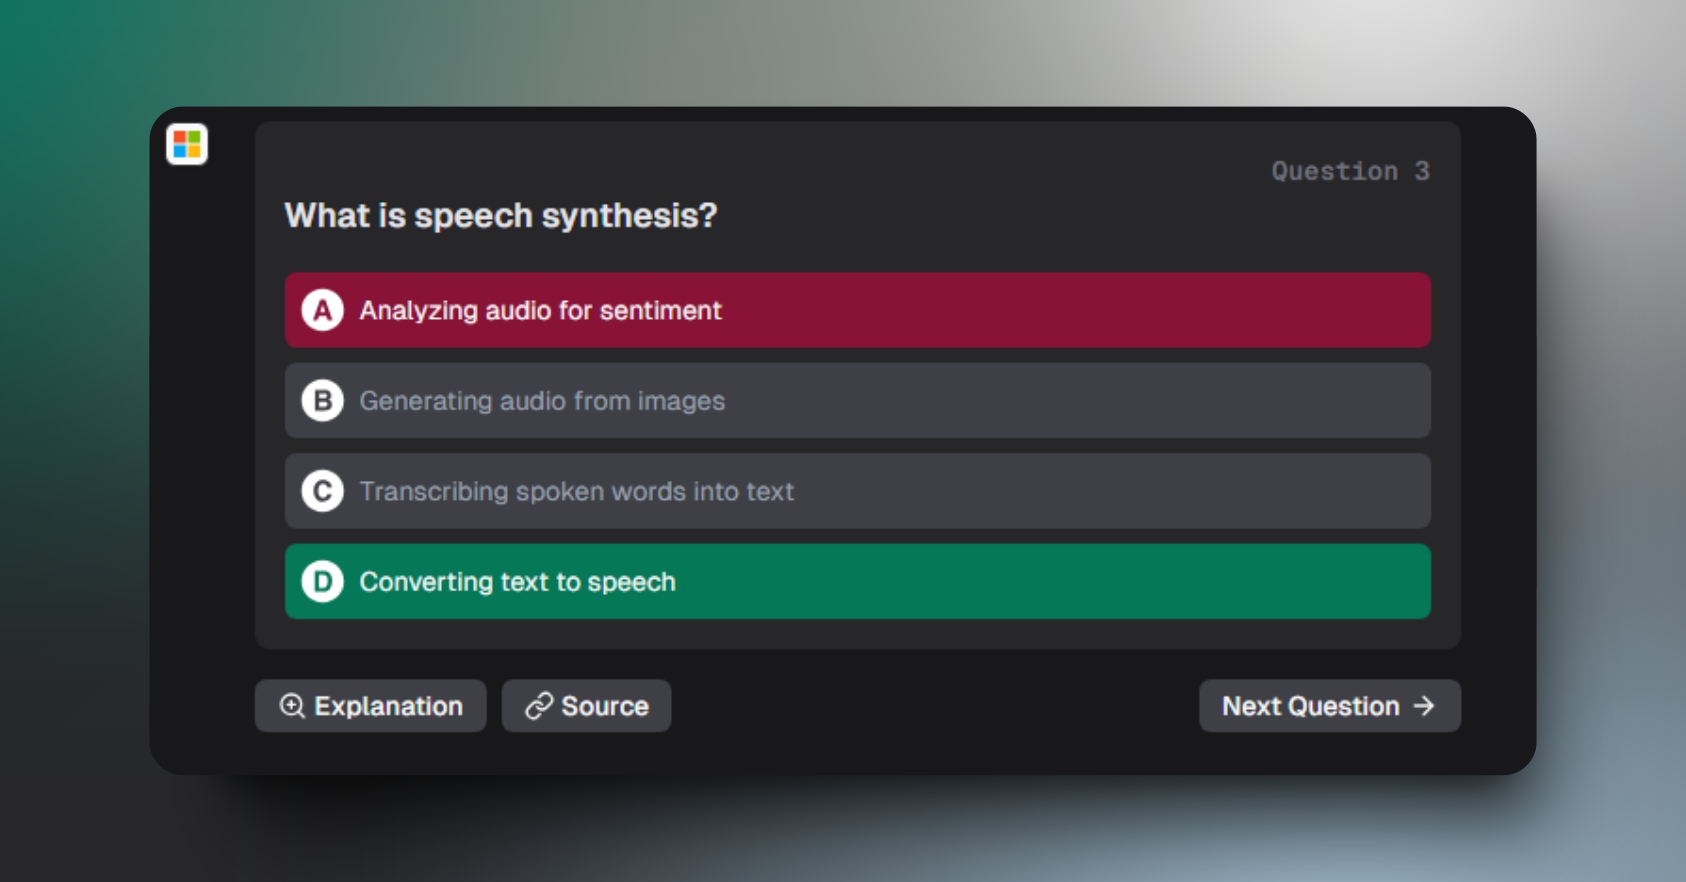 Question 3
What is speech synthesis?
A Analyzing audio for sentiment
B Generating audio from images
C Transcribing spoken words into text
D Converting text to speech
Explanation Source Next Question →